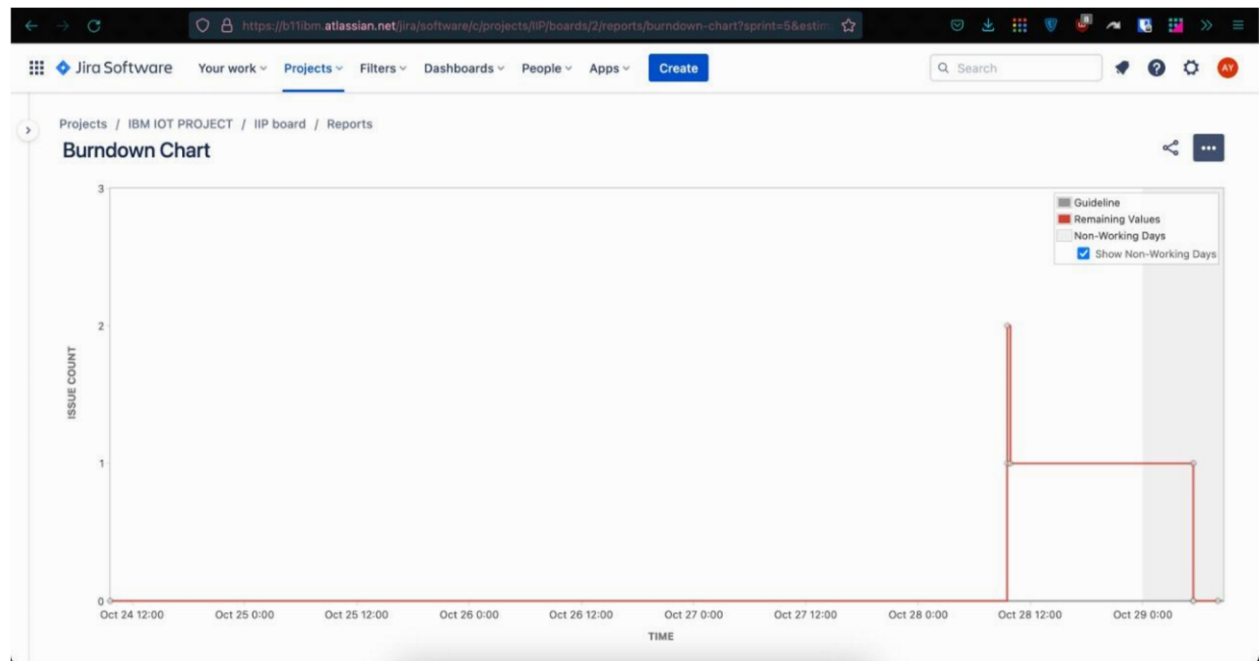 https://b11ibm.atlassian.net/jira/software/c/projects/IIP/boards/2/reports/burndown-chart?sprint=5&estim
Jira Software Your work Projects Filters Dashboards People Apps Create Search AY
Projects / IBM IOT PROJECT / IIP board / Reports
Burndown Chart
3
Guideline
Remaining Values
Non-Working Days
Show Non-Working Days
2
ISSUE COUNT
1
0
Oct 24 12:00 Oct 25 0:00 Oct 25 12:00 Oct 26 0:00 Oct 26 12:00 Oct 27 0:00 Oct 27 12:00 Oct 28 0:00 Oct 28 12:00 Oct 29 0:00
TIME